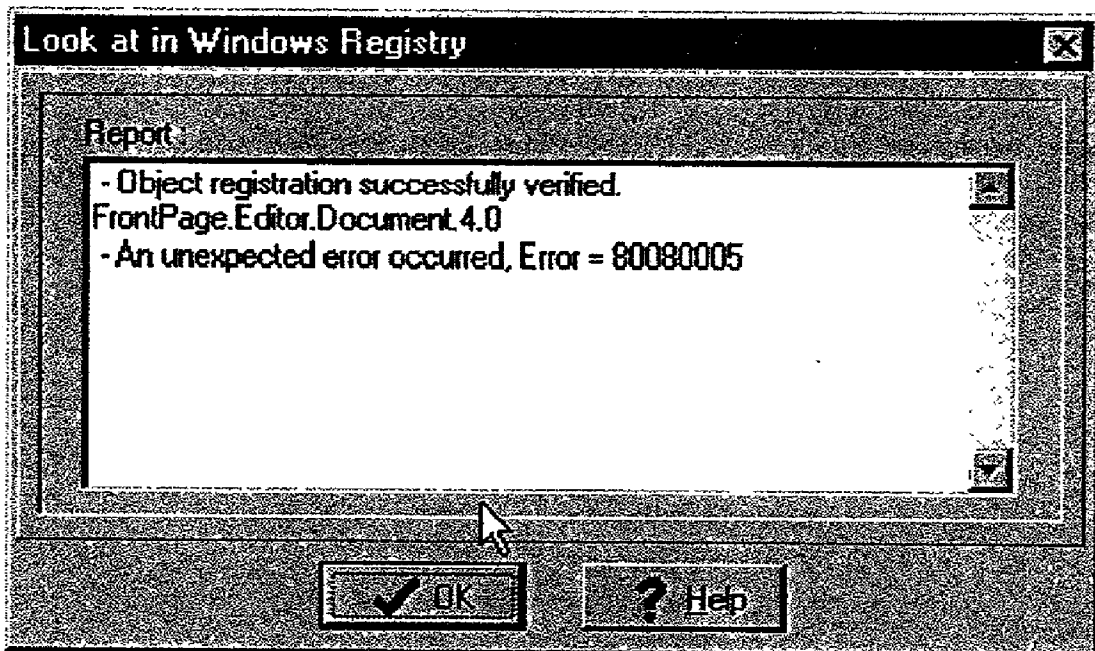 Look at in Windows Registry
Report:
- Object registration successfully verified.
FrontPage.Editor.Document.4.0
- An unexpected error occurred, Error = 80080005
OK
? Help